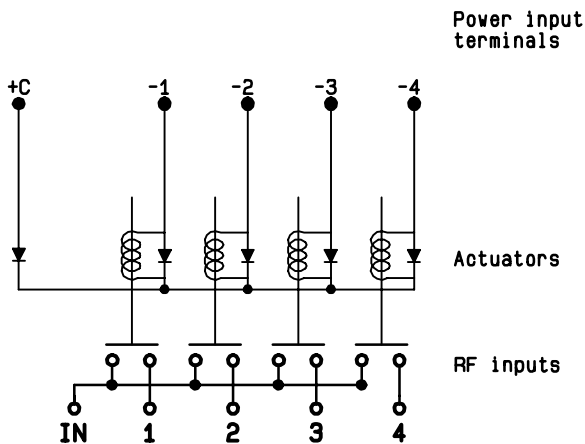 Power input
terminals
+C -1 -2 -3 -4
Actuators
RF inputs
IN 1 2 3 4